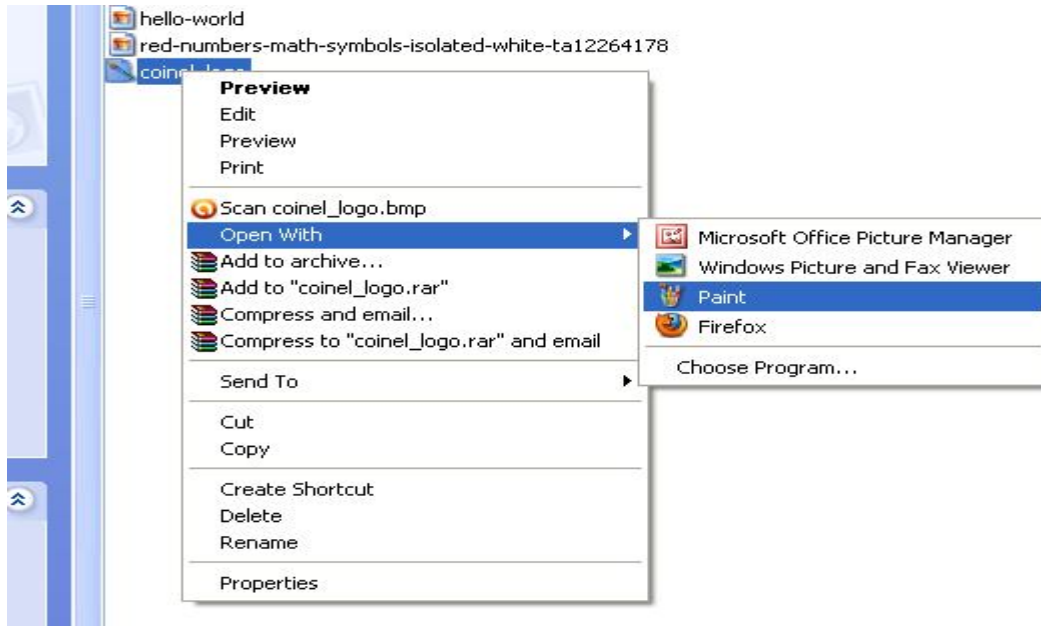 hello-world
red-numbers-math-symbols-isolated-white-ta12264178
Preview
Edit
Preview
Print
Scan coinel_logo.bmp
Open With
Add to archive...
Add to "coinel_logo.rar"
Compress and email...
Compress to "coinel_logo.rar" and email
Send To
Cut
Copy
Create Shortcut
Delete
Rename
Properties
Microsoft Office Picture Manager
Windows Picture and Fax Viewer
Paint
Firefox
Choose Program...